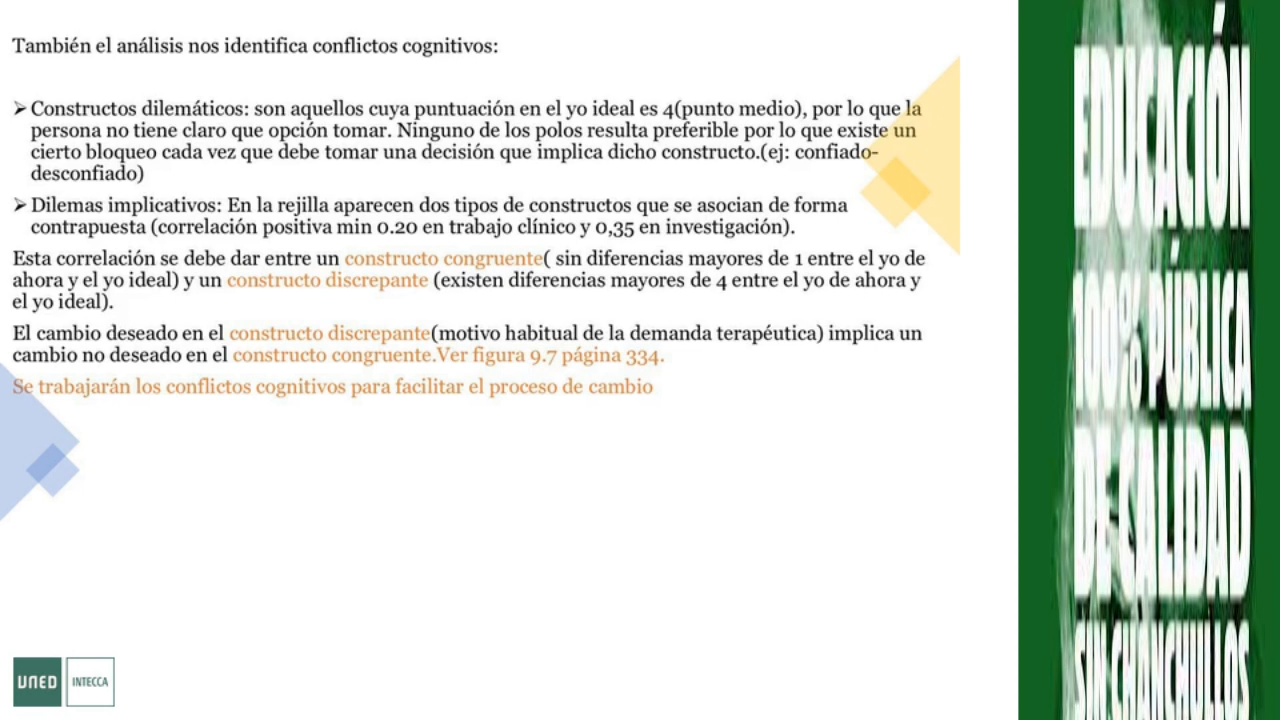 También el análisis nos identifica conflictos cognitivos:
➢ Constructos dilemáticos: son aquellos cuya puntuación en el yo ideal es 4(punto medio), por lo que la
persona no tiene claro que opción tomar. Ninguno de los polos resulta preferible por lo que existe un
cierto bloqueo cada vez que debe tomar una decisión que implica dicho constructo.(ej: confiado-
desconfiado)
➢ Dilemas implicativos: En la rejilla aparecen dos tipos de constructos que se asocian de forma
contrapuesta (correlación positiva min 0.20 en trabajo clínico y 0,35 en investigación).
Esta correlación se debe dar entre un constructo congruente( sin diferencias mayores de 1 entre el yo de
ahora y el yo ideal) y un constructo discrepante (existen diferencias mayores de 4 entre el yo de ahora y
el yo ideal).
El cambio deseado en el constructo discrepante(motivo habitual de la demanda terapéutica) implica un
cambio no deseado en el constructo congruente.Ver figura 9.7 página 334.
Se trabajarán los conflictos cognitivos para facilitar el proceso de cambio
UNED
INTECCA
EDUCACIÓN
100% PÚBLICA
DE CALIDAD
SIN CHANCHULLOS